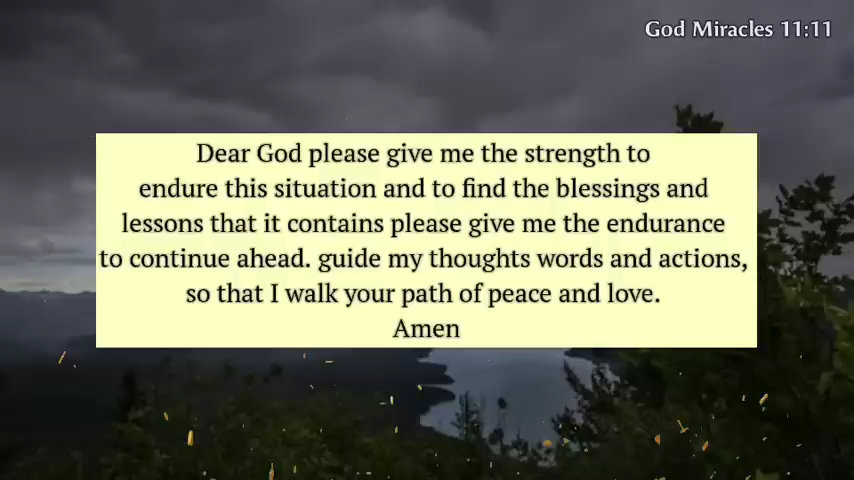 God Miracles 11:11
Dear God please give me the strength to
endure this situation and to find the blessings and
lessons that it contains please give me the endurance
to continue ahead. guide my thoughts words and actions,
so that I walk your path of peace and love.
Amen